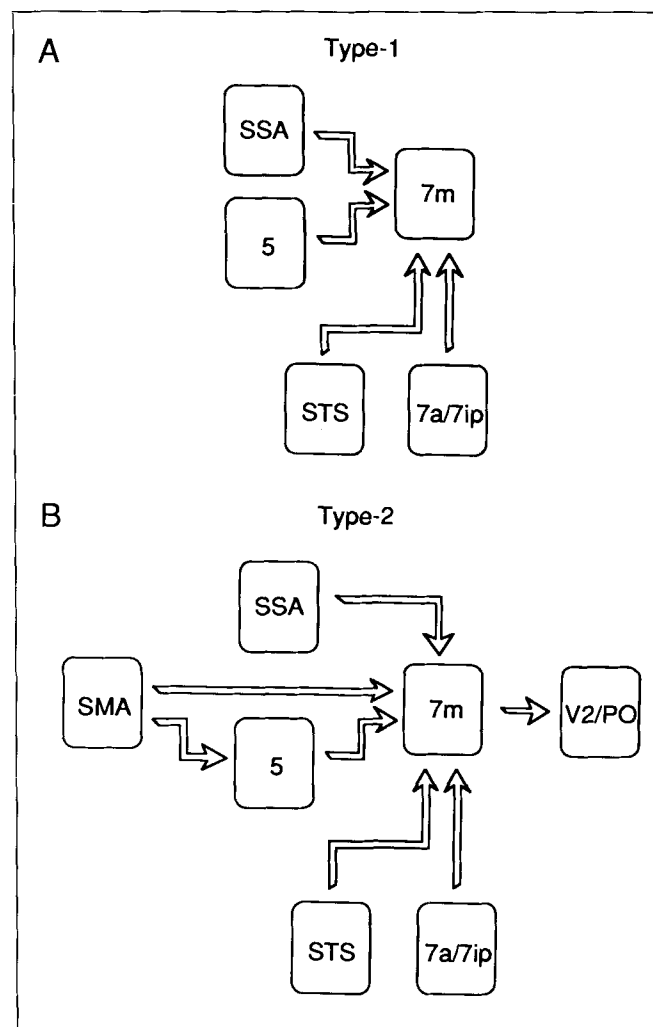 A
Type-1
SSA
7m
5
STS
7a/7ip
B
Type-2
SSA
SMA
7m
V2/PO
5
STS
7a/7ip